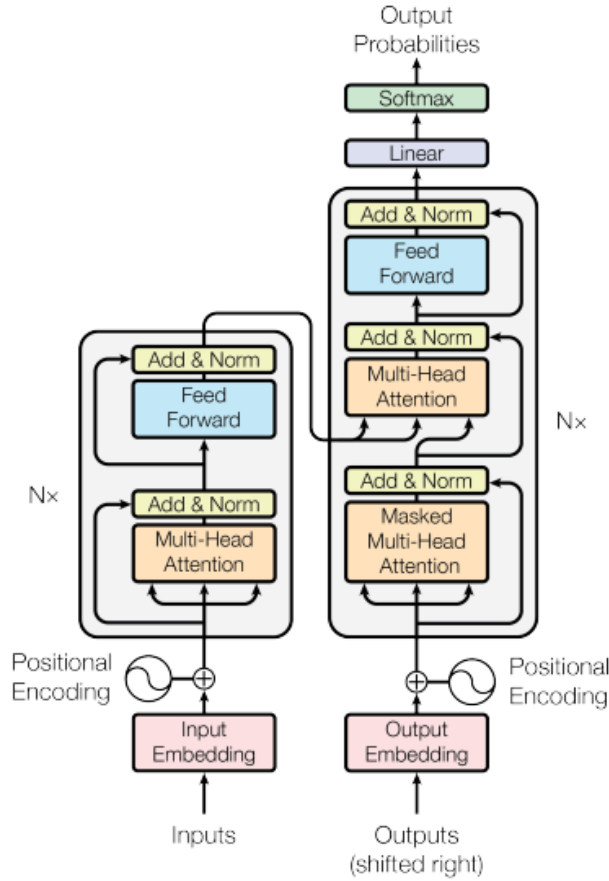 Output
Probabilities
Softmax
Linear
Add & Norm
Feed
Forward
Add & Norm
Multi-Head
Attention
Add & Norm
Masked
Multi-Head
Attention
Nx
Add & Norm
Feed
Forward
Add & Norm
Multi-Head
Attention
Nx
Positional
Encoding
Positional
Encoding
Input
Embedding
Output
Embedding
Inputs
Outputs
(shifted right)